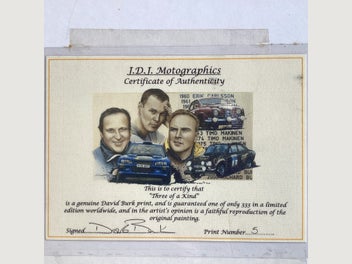 J.D.J. Motographics
Certificate of Authenticity
1960 ERIK CARLSSON
1961
TIMO MAKINEN
74 TIMO MAKINEN
75
This is to certify that
"Three of a Kind"
is a genuine David Burk print, and is guaranteed one of only 333 in a limited
edition worldwide, and in the artist's opinion is a faithful reproduction of the
original painting.
Signed
Print Number 5